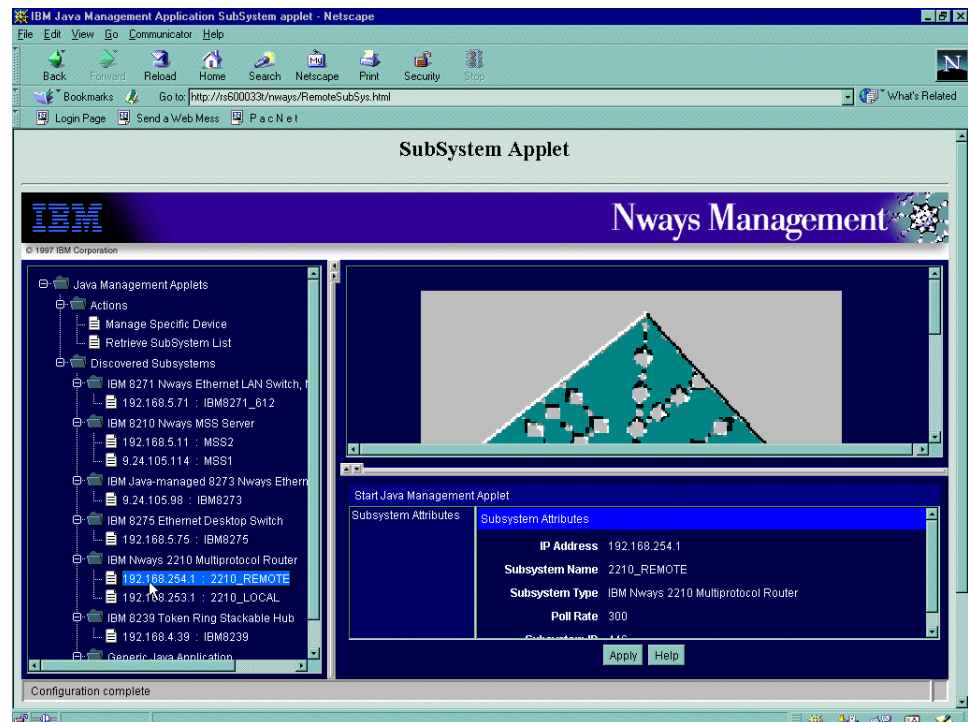 IBM Java Management Application SubSystem applet - Netscape
File Edit View Go Communicator Help
Back Forward Reload Home Search Netscape Print Security Stop
Bookmarks Go to: http://rs600033t/nways/RemoteSubSys.html What's Related
Login Page Send a Web Mess PacNet
SubSystem Applet
IBM Nways Management
© 1997 IBM Corporation
Java Management Applets
Actions
Manage Specific Device
Retrieve SubSystem List
Discovered Subsystems
IBM 8271 Nways Ethernet LAN Switch,
192.168.5.71 : IBM8271_612
IBM 8210 Nways MSS Server
192.168.5.11 : MSS2
9.24.105.114 : MSS1
IBM Java-managed 8273 Nways Ethern
9.24.105.98 : IBM8273
IBM 8275 Ethernet Desktop Switch
192.168.5.75 : IBM8275
IBM Nways 2210 Multiprotocol Router
192.168.254.1 : 2210_REMOTE
192.168.253.1 : 2210_LOCAL
IBM 8239 Token Ring Stackable Hub
192.168.4.39 : IBM8239
Generic Java Application
Start Java Management Applet
Subsystem Attributes
Subsystem Attributes
IP Address 192.168.254.1
Subsystem Name 2210_REMOTE
Subsystem Type IBM Nways 2210 Multiprotocol Router
Poll Rate 300
Subsystem ID
Apply Help
Configuration complete